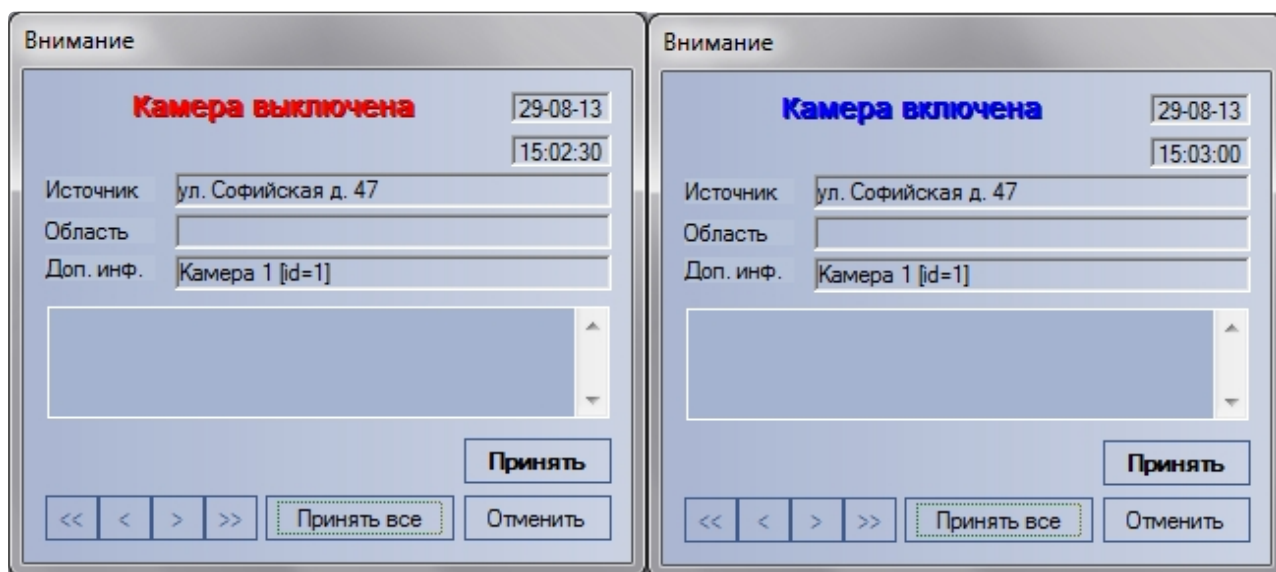 Внимание
Камера выключена
29-08-13
15:02:30
Источник ул. Софийская д. 47
Область
Доп. инф. Камера 1 [id=1]
Принять
<< < > >> Принять все Отменить
Внимание
Камера включена
29-08-13
15:03:00
Источник ул. Софийская д. 47
Область
Доп. инф. Камера 1 [id=1]
Принять
<< < > >> Принять все Отменить